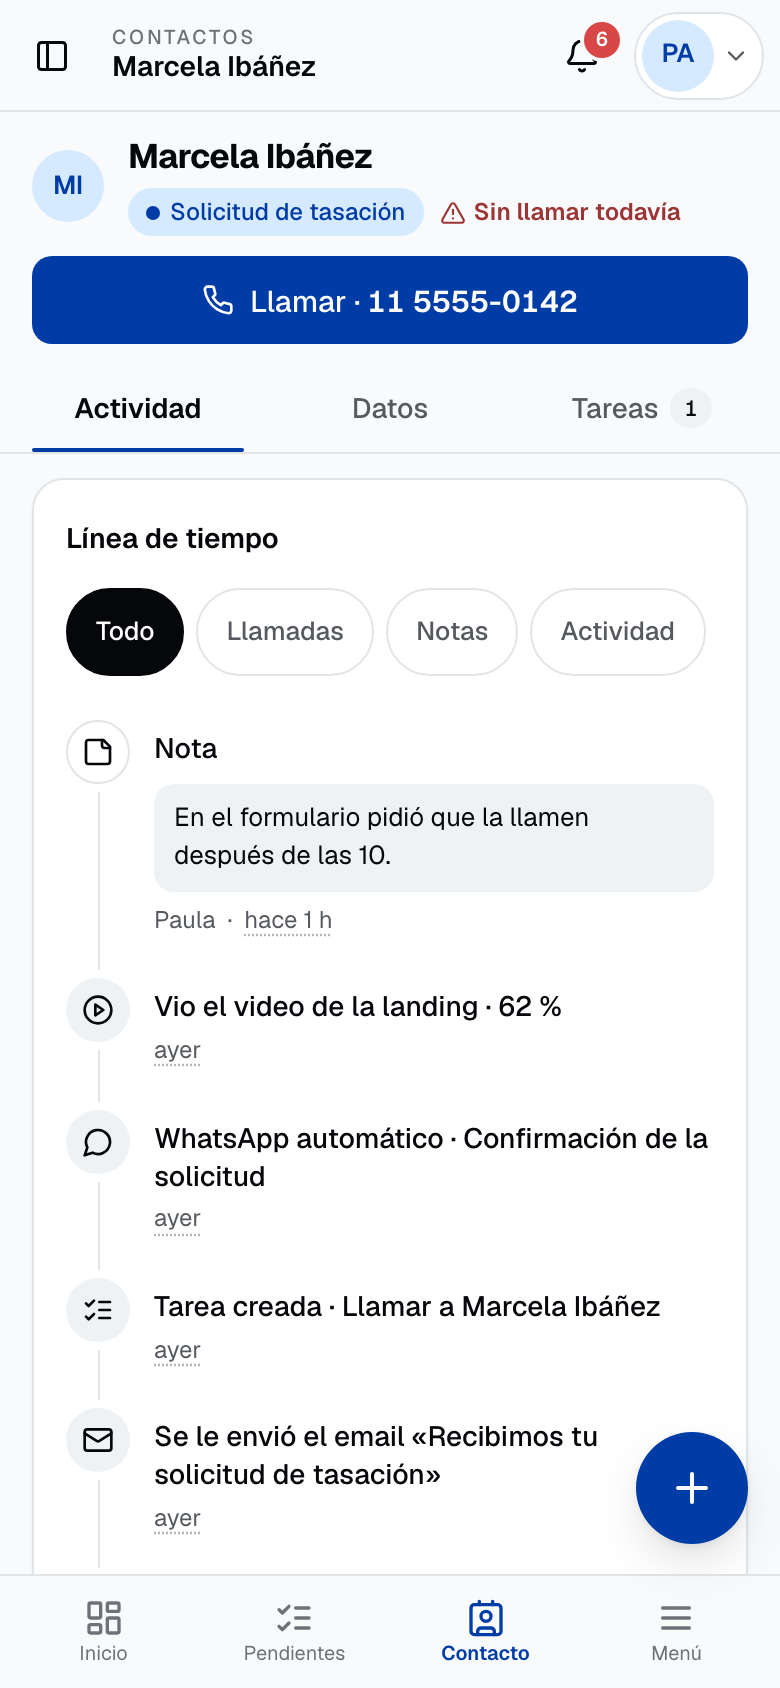 CONTACTOS
Marcela Ibáñez
6
PA
MI
Marcela Ibáñez
Solicitud de tasación
Sin llamar todavía
Llamar · 11 5555-0142
Actividad
Datos
Tareas 1
Línea de tiempo
Todo
Llamadas
Notas
Actividad
Nota
En el formulario pidió que la llamen
después de las 10.
Paula · hace 1 h
Vio el video de la landing · 62 %
ayer
WhatsApp automático · Confirmación de la
solicitud
ayer
Tarea creada · Llamar a Marcela Ibáñez
ayer
Se le envió el email «Recibimos tu
solicitud de tasación»
ayer
Inicio
Pendientes
Contacto
Menú